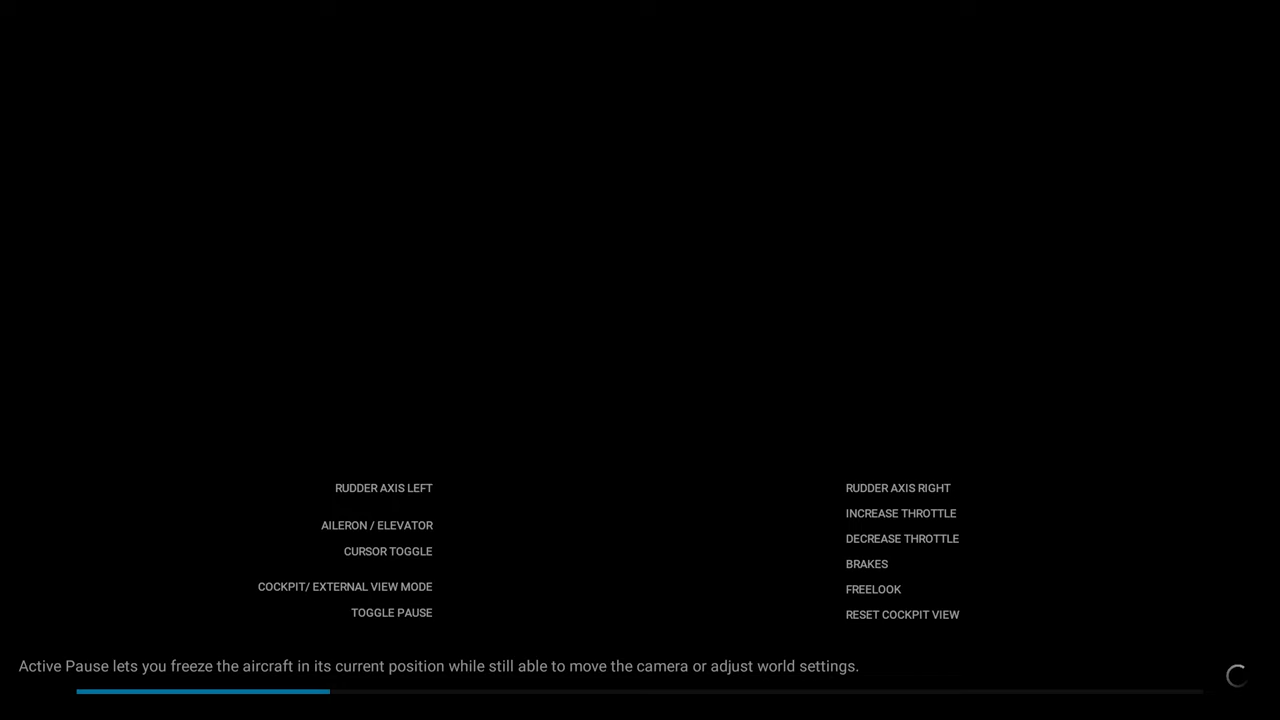 RUDDER AXIS LEFT
AILERON / ELEVATOR
CURSOR TOGGLE
COCKPIT/ EXTERNAL VIEW MODE
TOGGLE PAUSE
RUDDER AXIS RIGHT
INCREASE THROTTLE
DECREASE THROTTLE
BRAKES
FREELOOK
RESET COCKPIT VIEW
Active Pause lets you freeze the aircraft in its current position while still able to move the camera or adjust world settings.